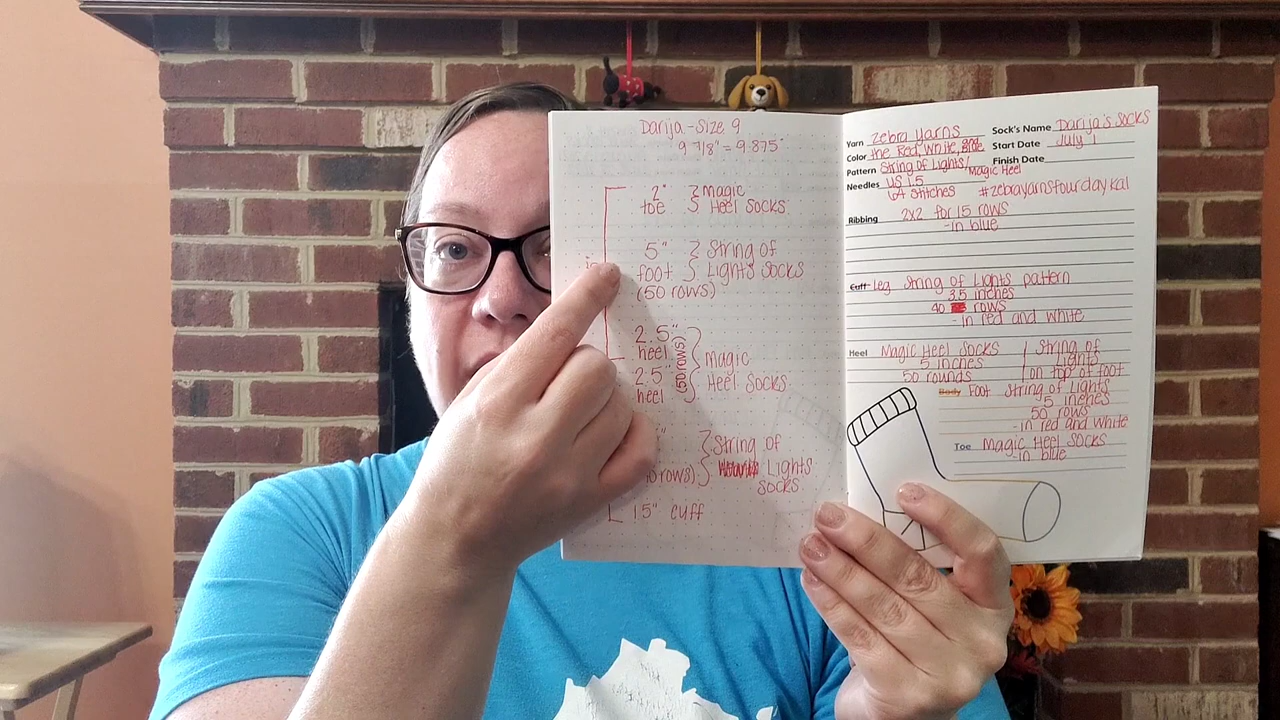 Darija - Size 9
9 7/8" = 9.875"
2" } Magic
toe } Heel Socks
5" } String of
foot } Lights Socks
(50 rows)
2.5"
heel
2.5"
heel
(50 rows)
Magic
Heel Socks
String of
Lights
Socks
rows)
1.5" cuff
Yarn Zebra Yarns
Color the Red White,
Pattern String of Lights/
Magic Heel
Needles US 1.5
64 Stitches
Sock's Name Darija's Socks
Start Date July 1
Finish Date
#zebrayarnsfourdaykal
Ribbing 2x2 for 15 rows
- in blue
Cuff Leg String of Lights pattern
3.5 inches
40 rows
- in red and white
Heel Magic Heel Socks
5 inches
50 rounds
String of
Lights
on top of foot
Body Foot String of Lights
5 inches
50 rows
- in red and white
Toe Magic Heel Socks
- in blue